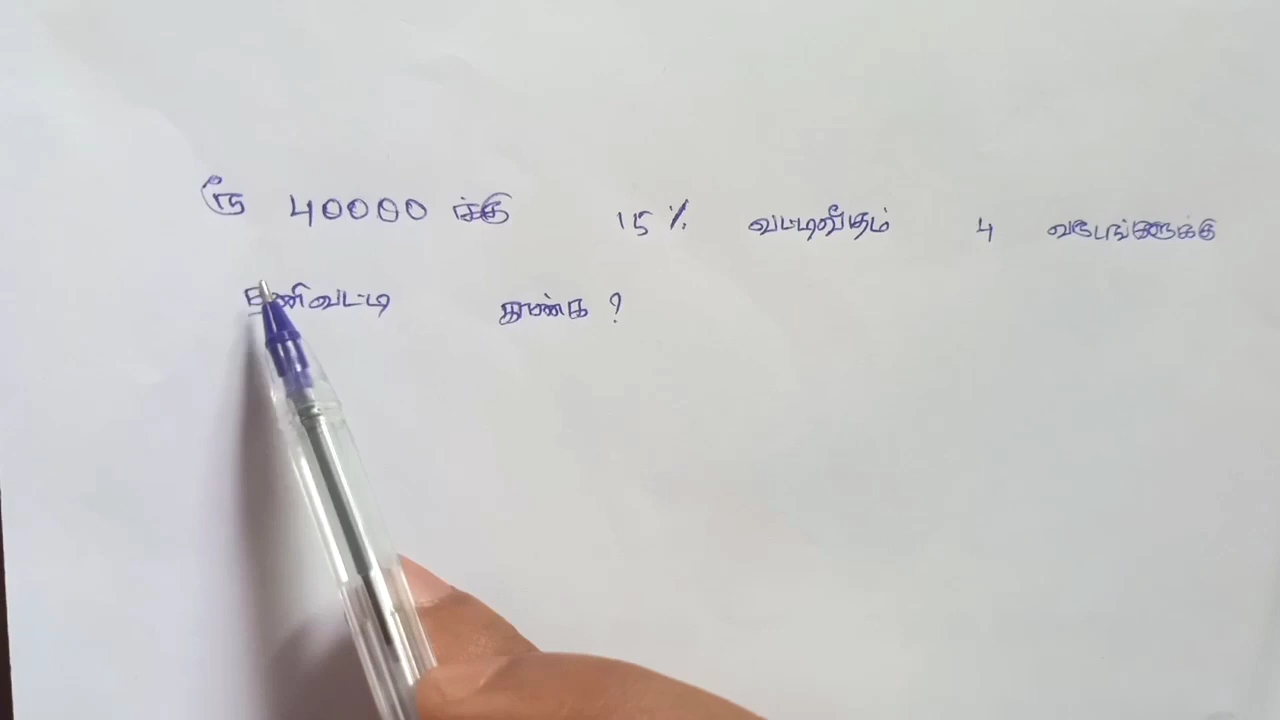 ரூ 40000 க்கு 15 % வட்டிவீதம் 4 வருடங்களுக்கு
தனிவட்டி காண்க ?